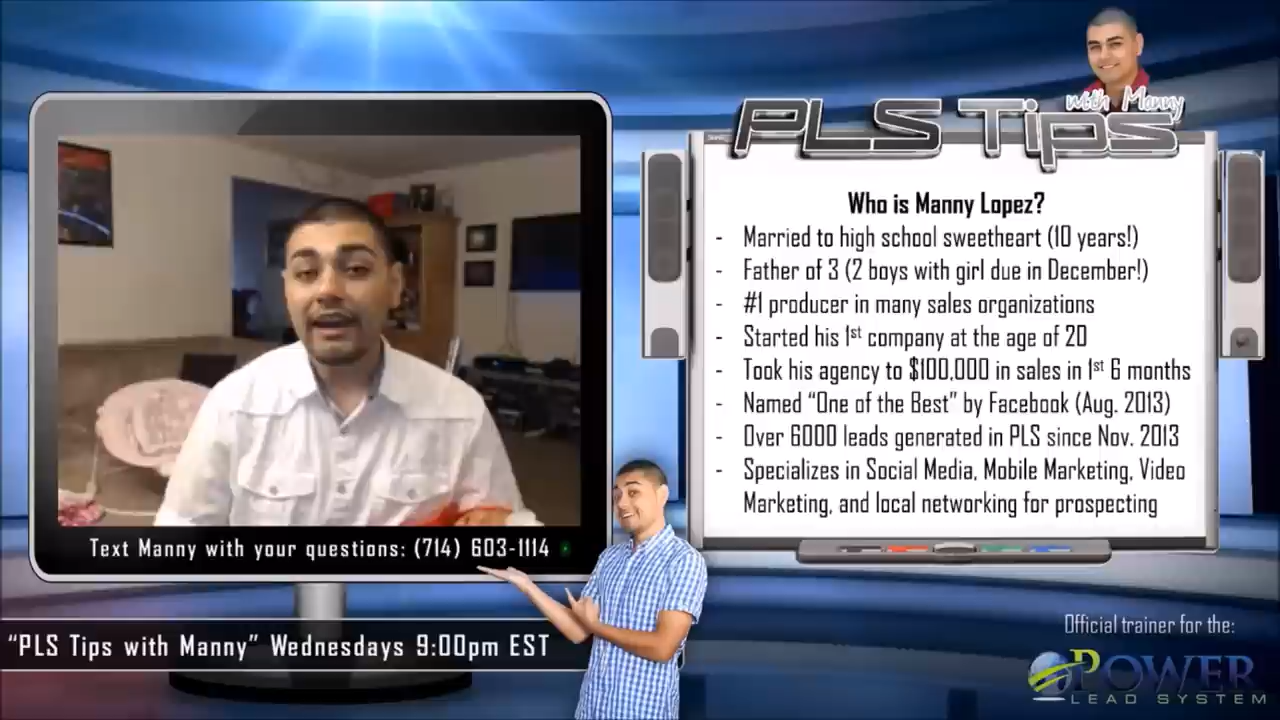 PLS Tips
with Manny
Who is Manny Lopez?
- Married to high school sweetheart (10 years!)
- Father of 3 (2 boys with girl due in December!)
- #1 producer in many sales organizations
- Started his 1st company at the age of 20
- Took his agency to $100,000 in sales in 1st 6 months
- Named “One of the Best” by Facebook (Aug. 2013)
- Over 6000 leads generated in PLS since Nov. 2013
- Specializes in Social Media, Mobile Marketing, Video
Marketing, and local networking for prospecting
Text Manny with your questions: (714) 603-1114
“PLS Tips with Manny” Wednesdays 9:00pm EST
Official trainer for the:
POWER
LEAD SYSTEM